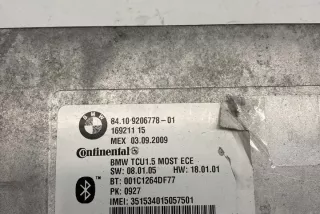 BMW
84.10-9206778-01
169211 15
MEX 03.09.2009
Continental
BMW TCU1.5 MOST ECE
SW: 08.01.05 HW: 18.01.01
BT: 001C1264DF77
PK: 0927
IMEI: 351534015057501